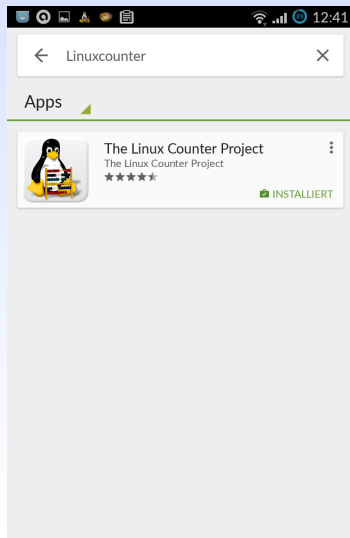 12:41
Linuxcounter
Apps
The Linux Counter Project
The Linux Counter Project
INSTALLIERT